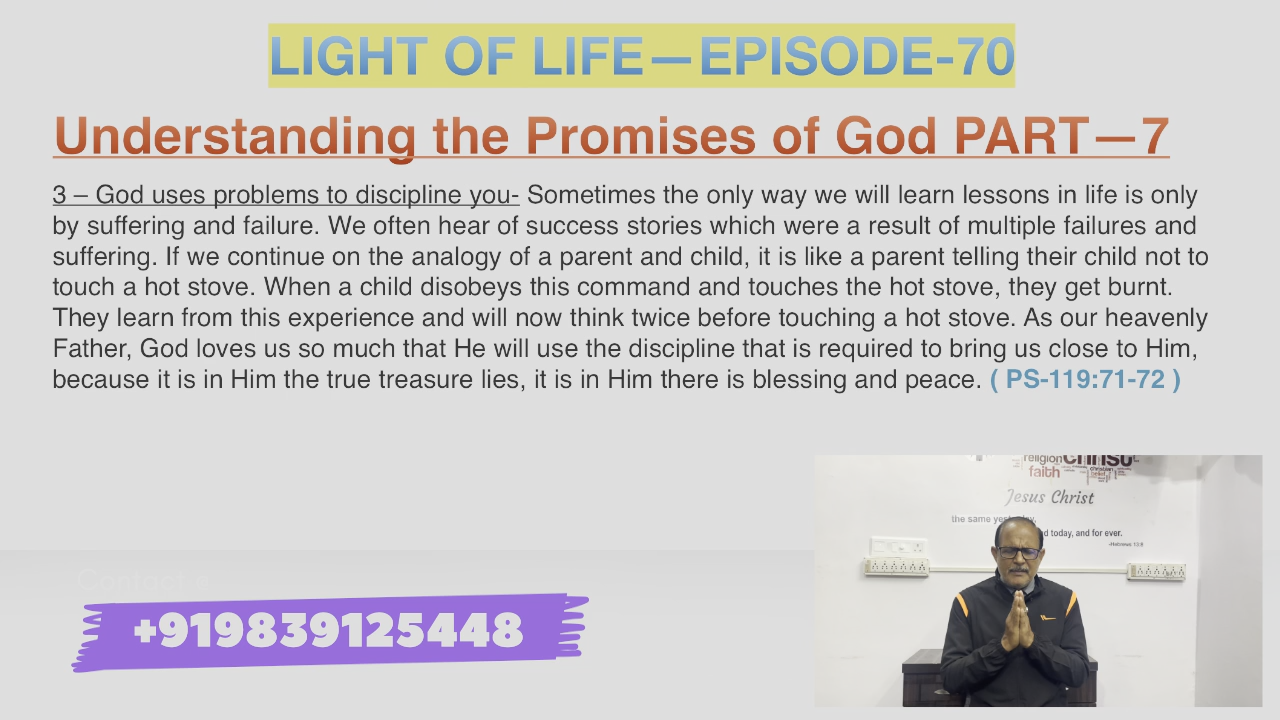 LIGHT OF LIFE—EPISODE-70
Understanding the Promises of God PART—7
3 – God uses problems to discipline you- Sometimes the only way we will learn lessons in life is only
by suffering and failure. We often hear of success stories which were a result of multiple failures and
suffering. If we continue on the analogy of a parent and child, it is like a parent telling their child not to
touch a hot stove. When a child disobeys this command and touches the hot stove, they get burnt.
They learn from this experience and will now think twice before touching a hot stove. As our heavenly
Father, God loves us so much that He will use the discipline that is required to bring us close to Him,
because it is in Him the true treasure lies, it is in Him there is blessing and peace. ( PS-119:71-72 )
religion Christ
faith christian
belief
Jesus Christ
the same yesterday,
d today, and for ever.
-Hebrews 13:8
+919839125448